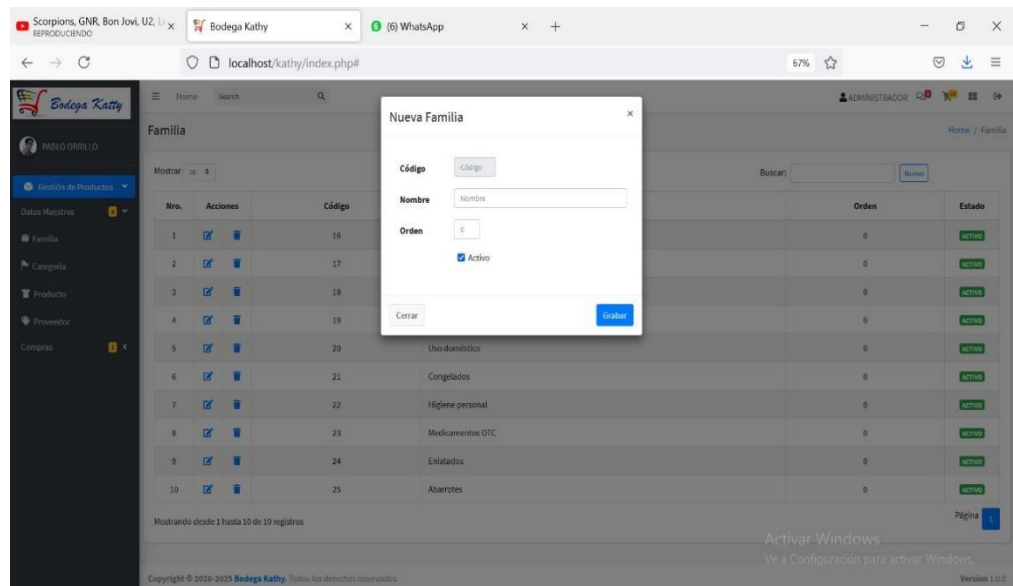 Scorpions, GNR, Bon Jovi, U2, L
REPRODUCIENDO
Bodega Kathy
(6) WhatsApp
localhost/kathy/index.php#
67%
Bodega Katty
Home Search
ADMINISTRADOR
PABLO ORRILLO
Familia
Home / Familia
Gestión de Productos
Datos Maestros
Familia
Categoria
Producto
Proveedor
Compras
Mostrar 10
Buscar:
Nuevo
Nro. Acciones Código Orden Estado
1 16 0 ACTIVO
2 17 0 ACTIVO
3 18 0 ACTIVO
4 19 0 ACTIVO
5 20 Uso doméstico 0 ACTIVO
6 21 Congelados 0 ACTIVO
7 22 Higiene personal 0 ACTIVO
8 23 Medicamentos OTC 0 ACTIVO
9 24 Enlatados 0 ACTIVO
10 25 Abarrotes 0 ACTIVO
Mostrando desde 1 hasta 10 de 10 registros
Página 1
Nueva Familia
Código Código
Nombre Nombre
Orden 0
Activo
Cerrar
Grabar
Activar Windows
Ve a Configuración para activar Windows.
Copyright © 2020-2023 Bodega Kathy. Todos los derechos reservados.
Version 1.0.0